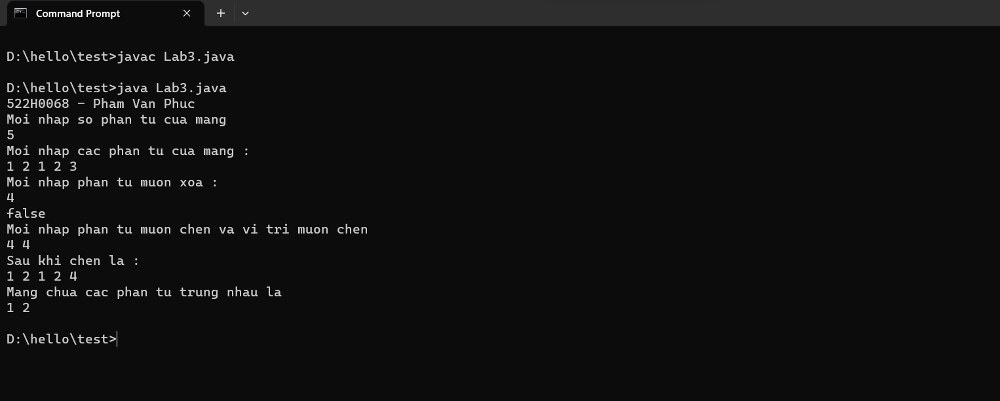 Command Prompt
D:\hello\test>javac Lab3.java
D:\hello\test>java Lab3.java
522H0068 - Pham Van Phuc
Moi nhap so phan tu cua mang
5
Moi nhap cac phan tu cua mang :
1 2 1 2 3
Moi nhap phan tu muon xoa :
4
false
Moi nhap phan tu muon chen va vi tri muon chen
4 4
Sau khi chen la :
1 2 1 2 4
Mang chua cac phan tu trung nhau la
1 2
D:\hello\test>